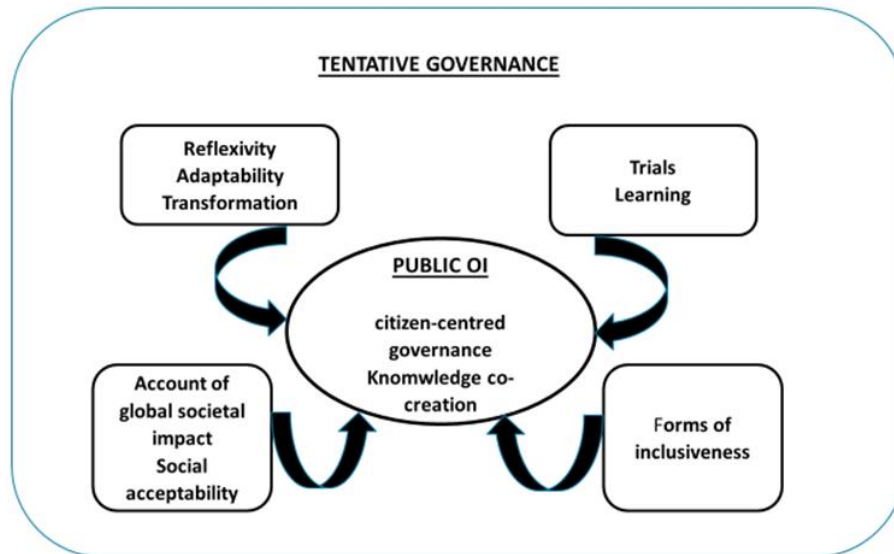 TENTATIVE GOVERNANCE
Reflexivity
Adaptability
Transformation
Trials
Learning
PUBLIC OI
citizen-centred
governance
Knomwledge co-
creation
Account of
global societal
impact
Social
acceptability
Forms of
inclusiveness